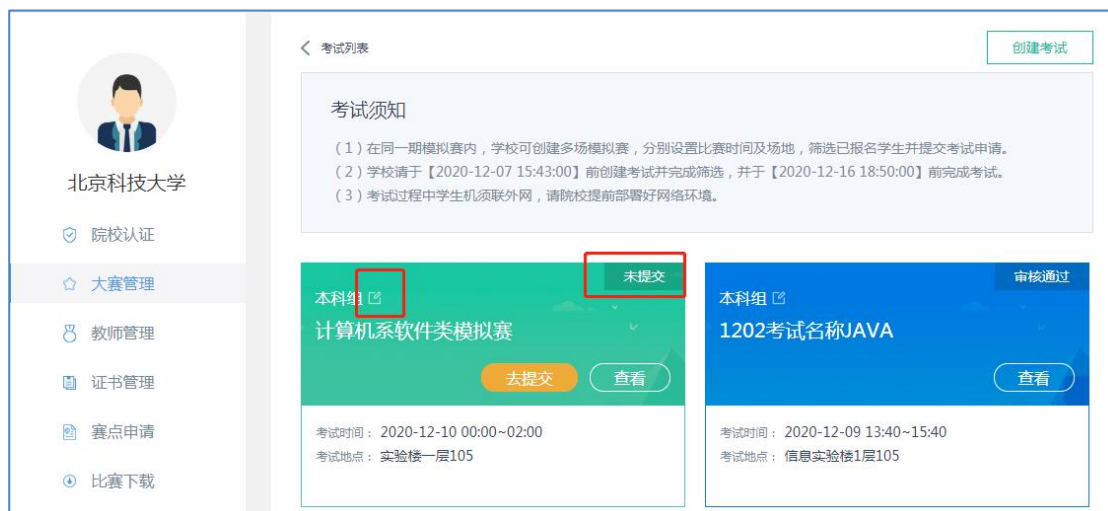 北京科技大学
院校认证
大赛管理
教师管理
证书管理
赛点申请
比赛下载
考试列表
创建考试
考试须知
（1）在同一期模拟赛内，学校可创建多场模拟赛，分别设置比赛时间及场地，筛选已报名学生并提交考试申请。
（2）学校请于【2020-12-07 15:43:00】前创建考试并完成筛选，并于【2020-12-16 18:50:00】前完成考试。
（3）考试过程中学生机须联外网，请院校提前部署好网络环境。
未提交
本科组
计算机系软件类模拟赛
去提交
查看
考试时间： 2020-12-10 00:00~02:00
考试地点： 实验楼一层105
审核通过
本科组
1202考试名称JAVA
查看
考试时间： 2020-12-09 13:40~15:40
考试地点： 信息实验楼1层105